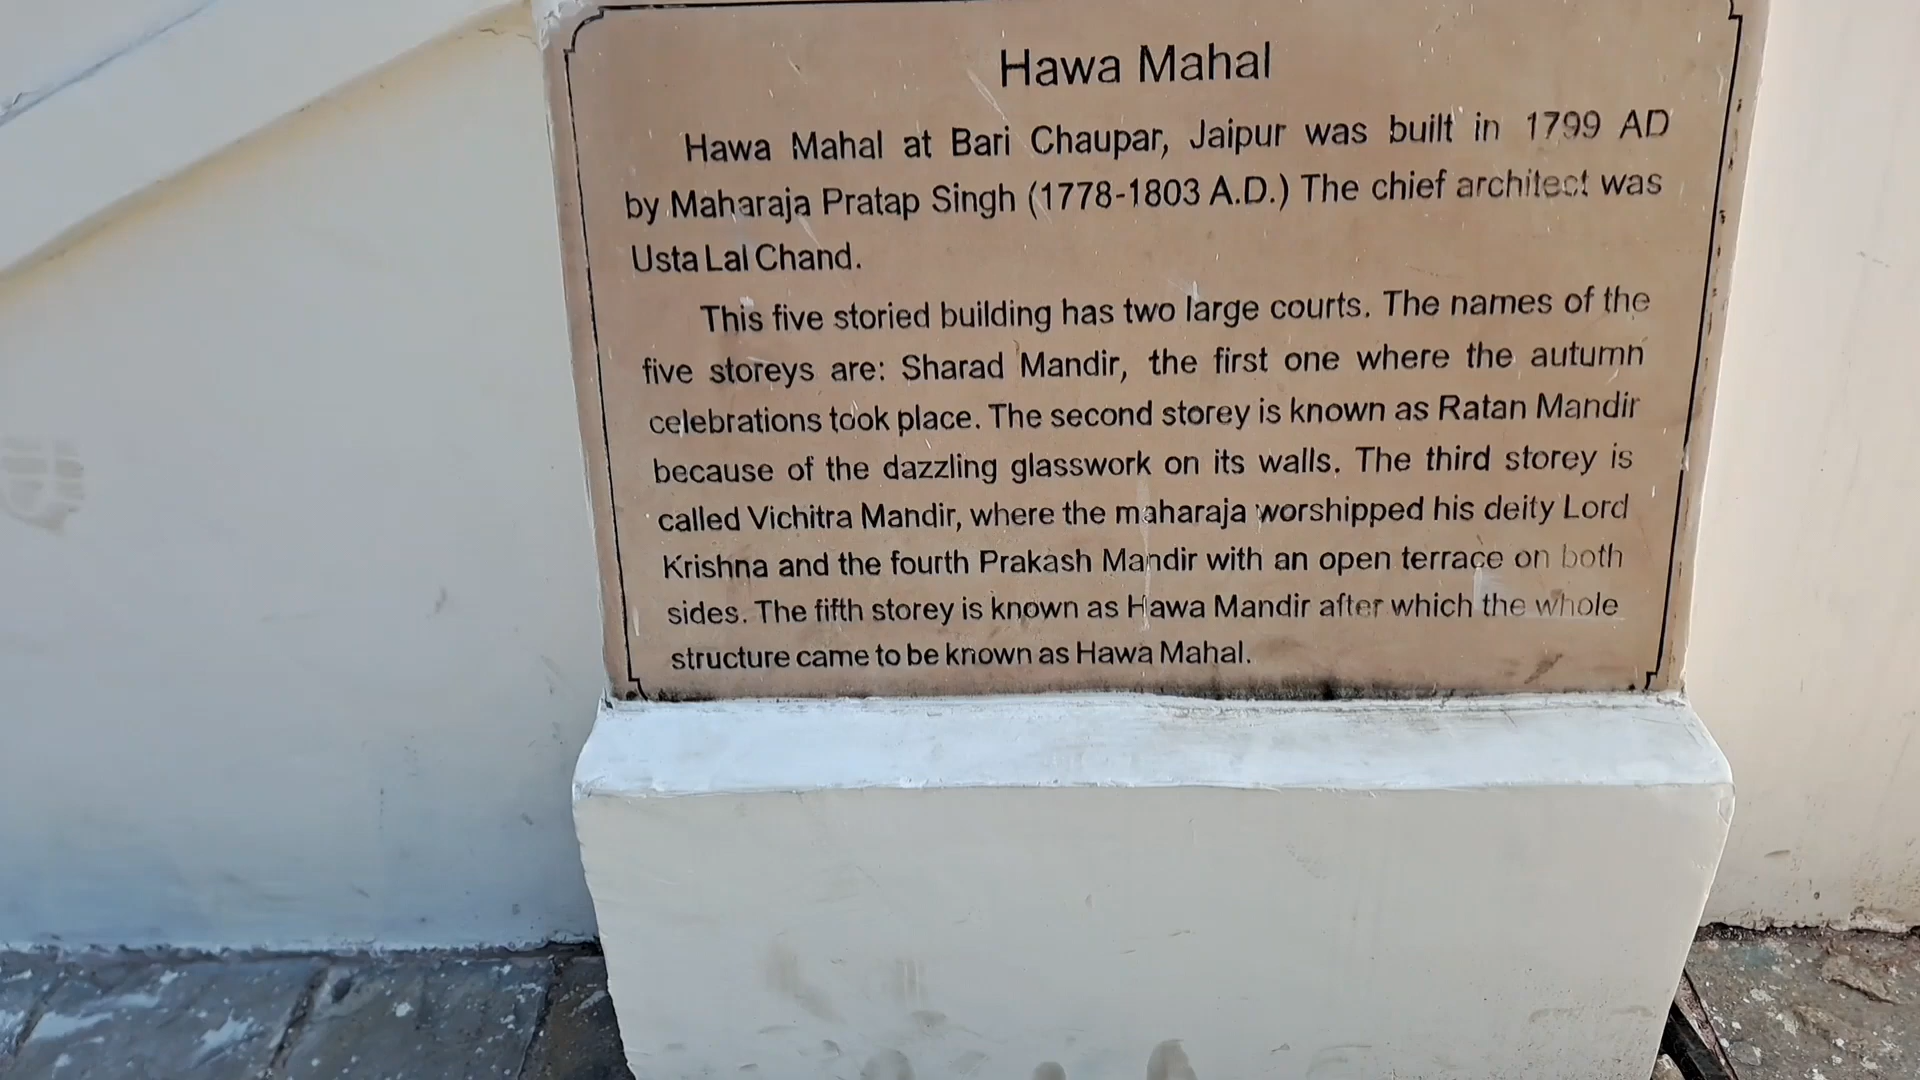 Hawa Mahal
Hawa Mahal at Bari Chaupar, Jaipur was built in 1799 AD
by Maharaja Pratap Singh (1778-1803 A.D.) The chief architect was
Usta Lal Chand.
This five storied building has two large courts. The names of the
five storeys are: Sharad Mandir, the first one where the autumn
celebrations took place. The second storey is known as Ratan Mandir
because of the dazzling glasswork on its walls. The third storey is
called Vichitra Mandir, where the maharaja worshipped his deity Lord
Krishna and the fourth Prakash Mandir with an open terrace on both
sides. The fifth storey is known as Hawa Mandir after which the whole
structure came to be known as Hawa Mahal.